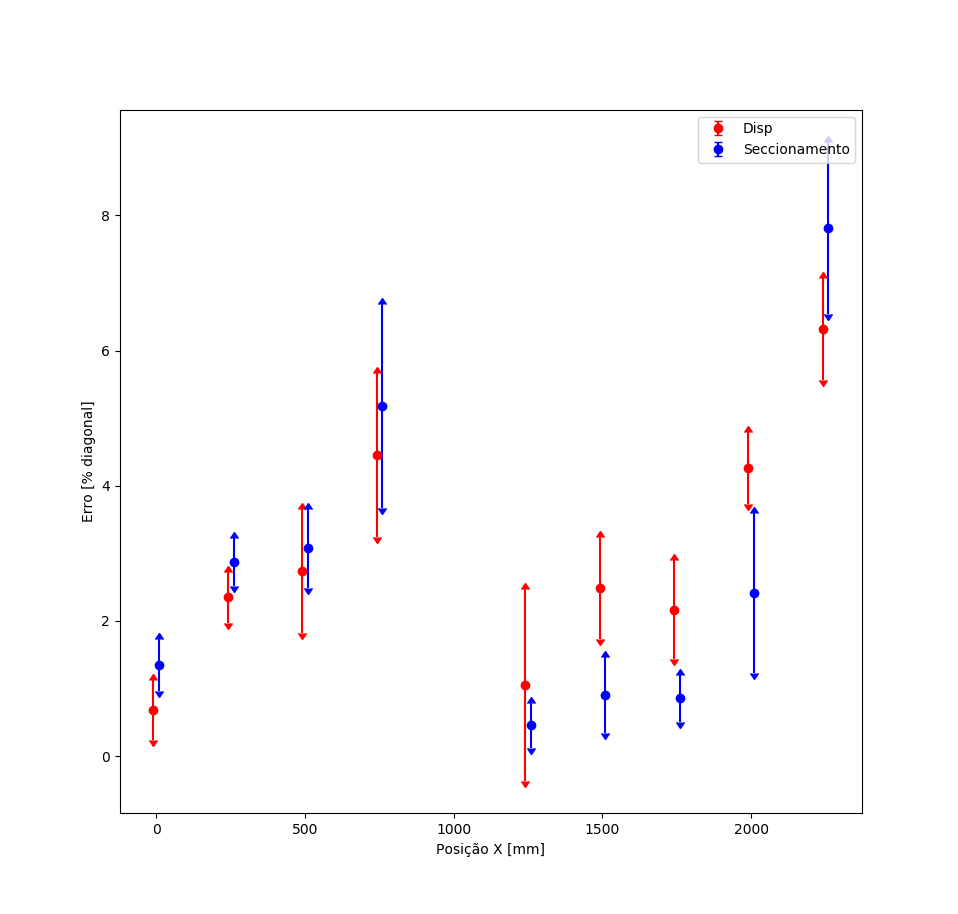 Disp
Seccionamento
8
6
4
2
0
Erro [% diagonal]
0 500 1000 1500 2000
Posição X [mm]